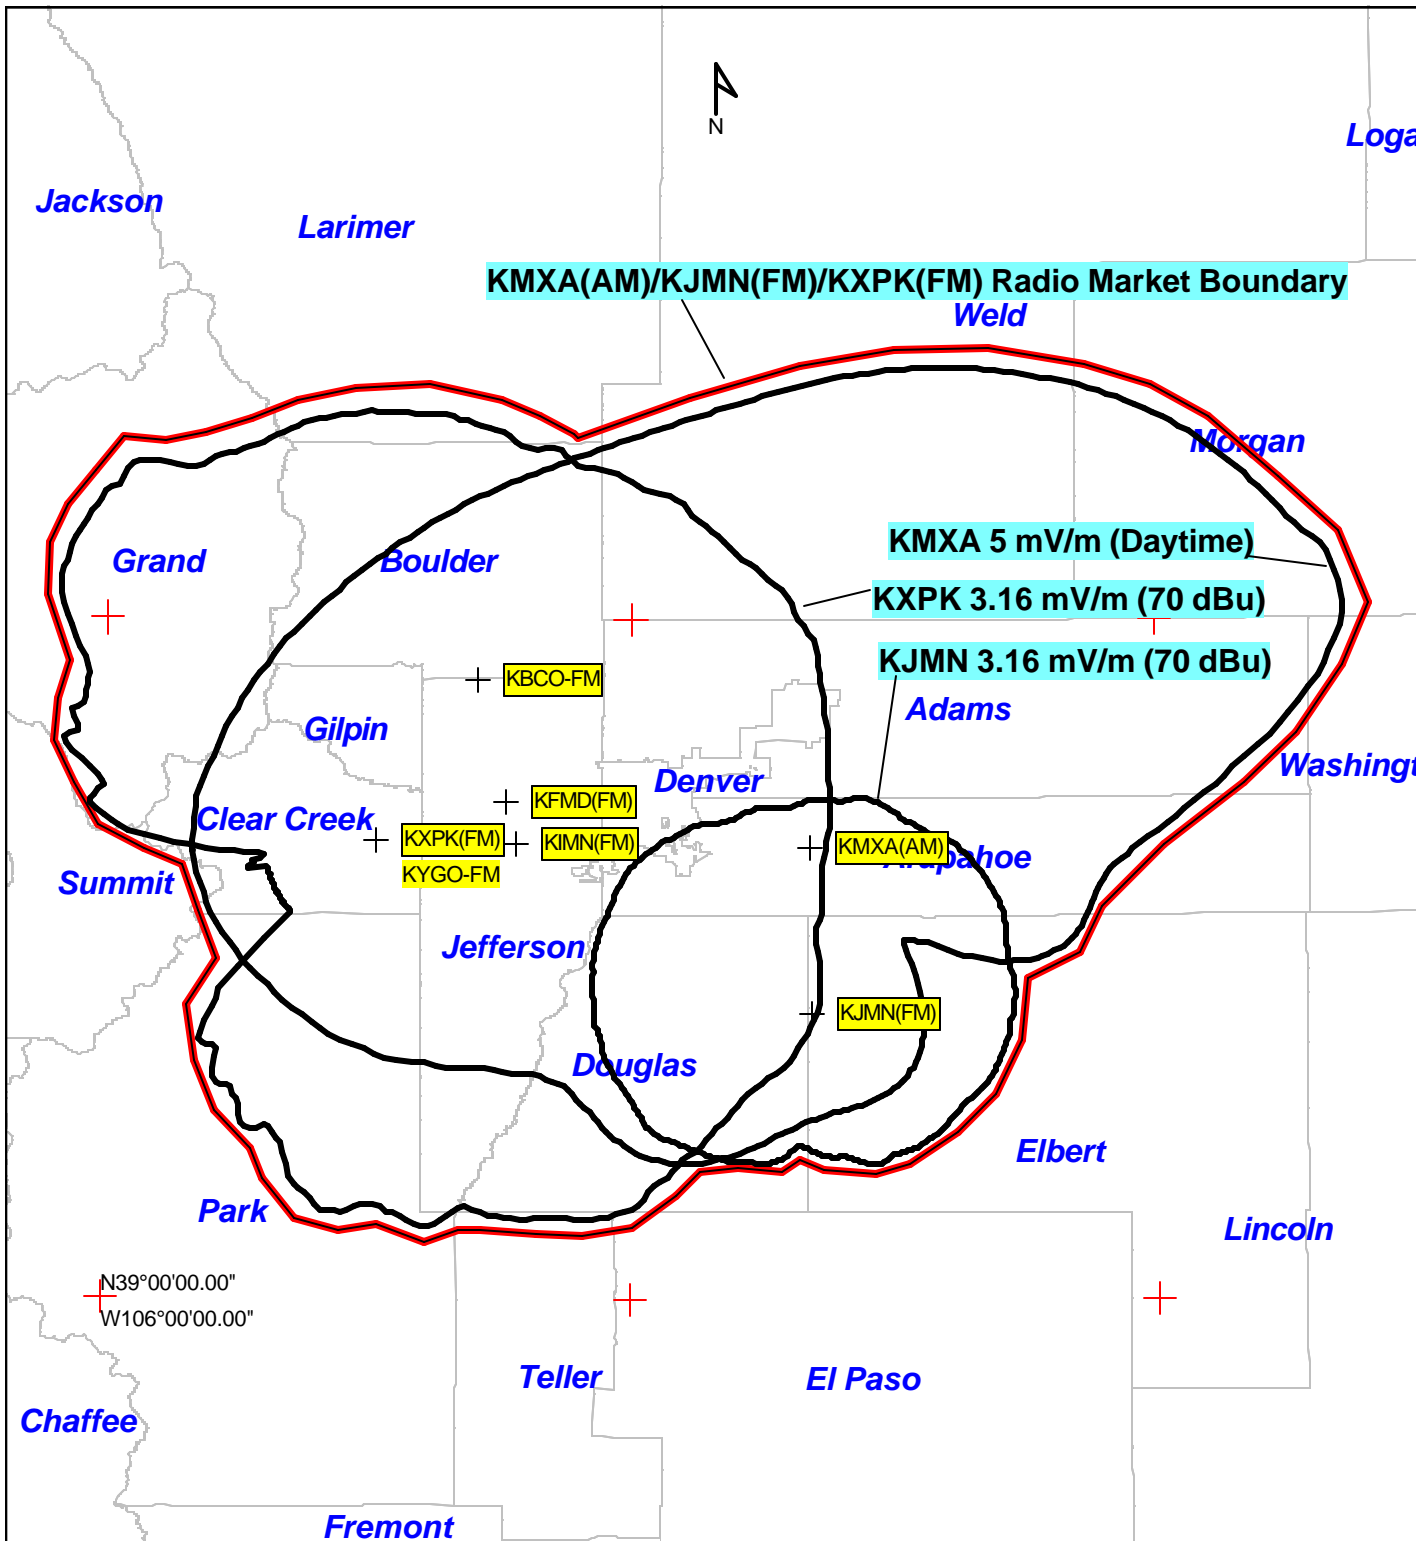 N
Loga
Jackson
Larimer
KMXA(AM)/KJMN(FM)/KXPK(FM) Radio Market Boundary
Weld
Morgan
KMXA 5 mV/m (Daytime)
Grand
Boulder
KXPK 3.16 mV/m (70 dBu)
KJMN 3.16 mV/m (70 dBu)
KBCO-FM
Adams
Gilpin
Denver
Washingt
KFMD(FM)
Clear Creek
KXPK(FM)
KIMN(FM)
KMXA(AM)
Arapahoe
KYGO-FM
Summit
Jefferson
KJMN(FM)
Douglas
Elbert
Park
Lincoln
N39°00'00.00"
W106°00'00.00"
Teller
El Paso
Chaffee
Fremont